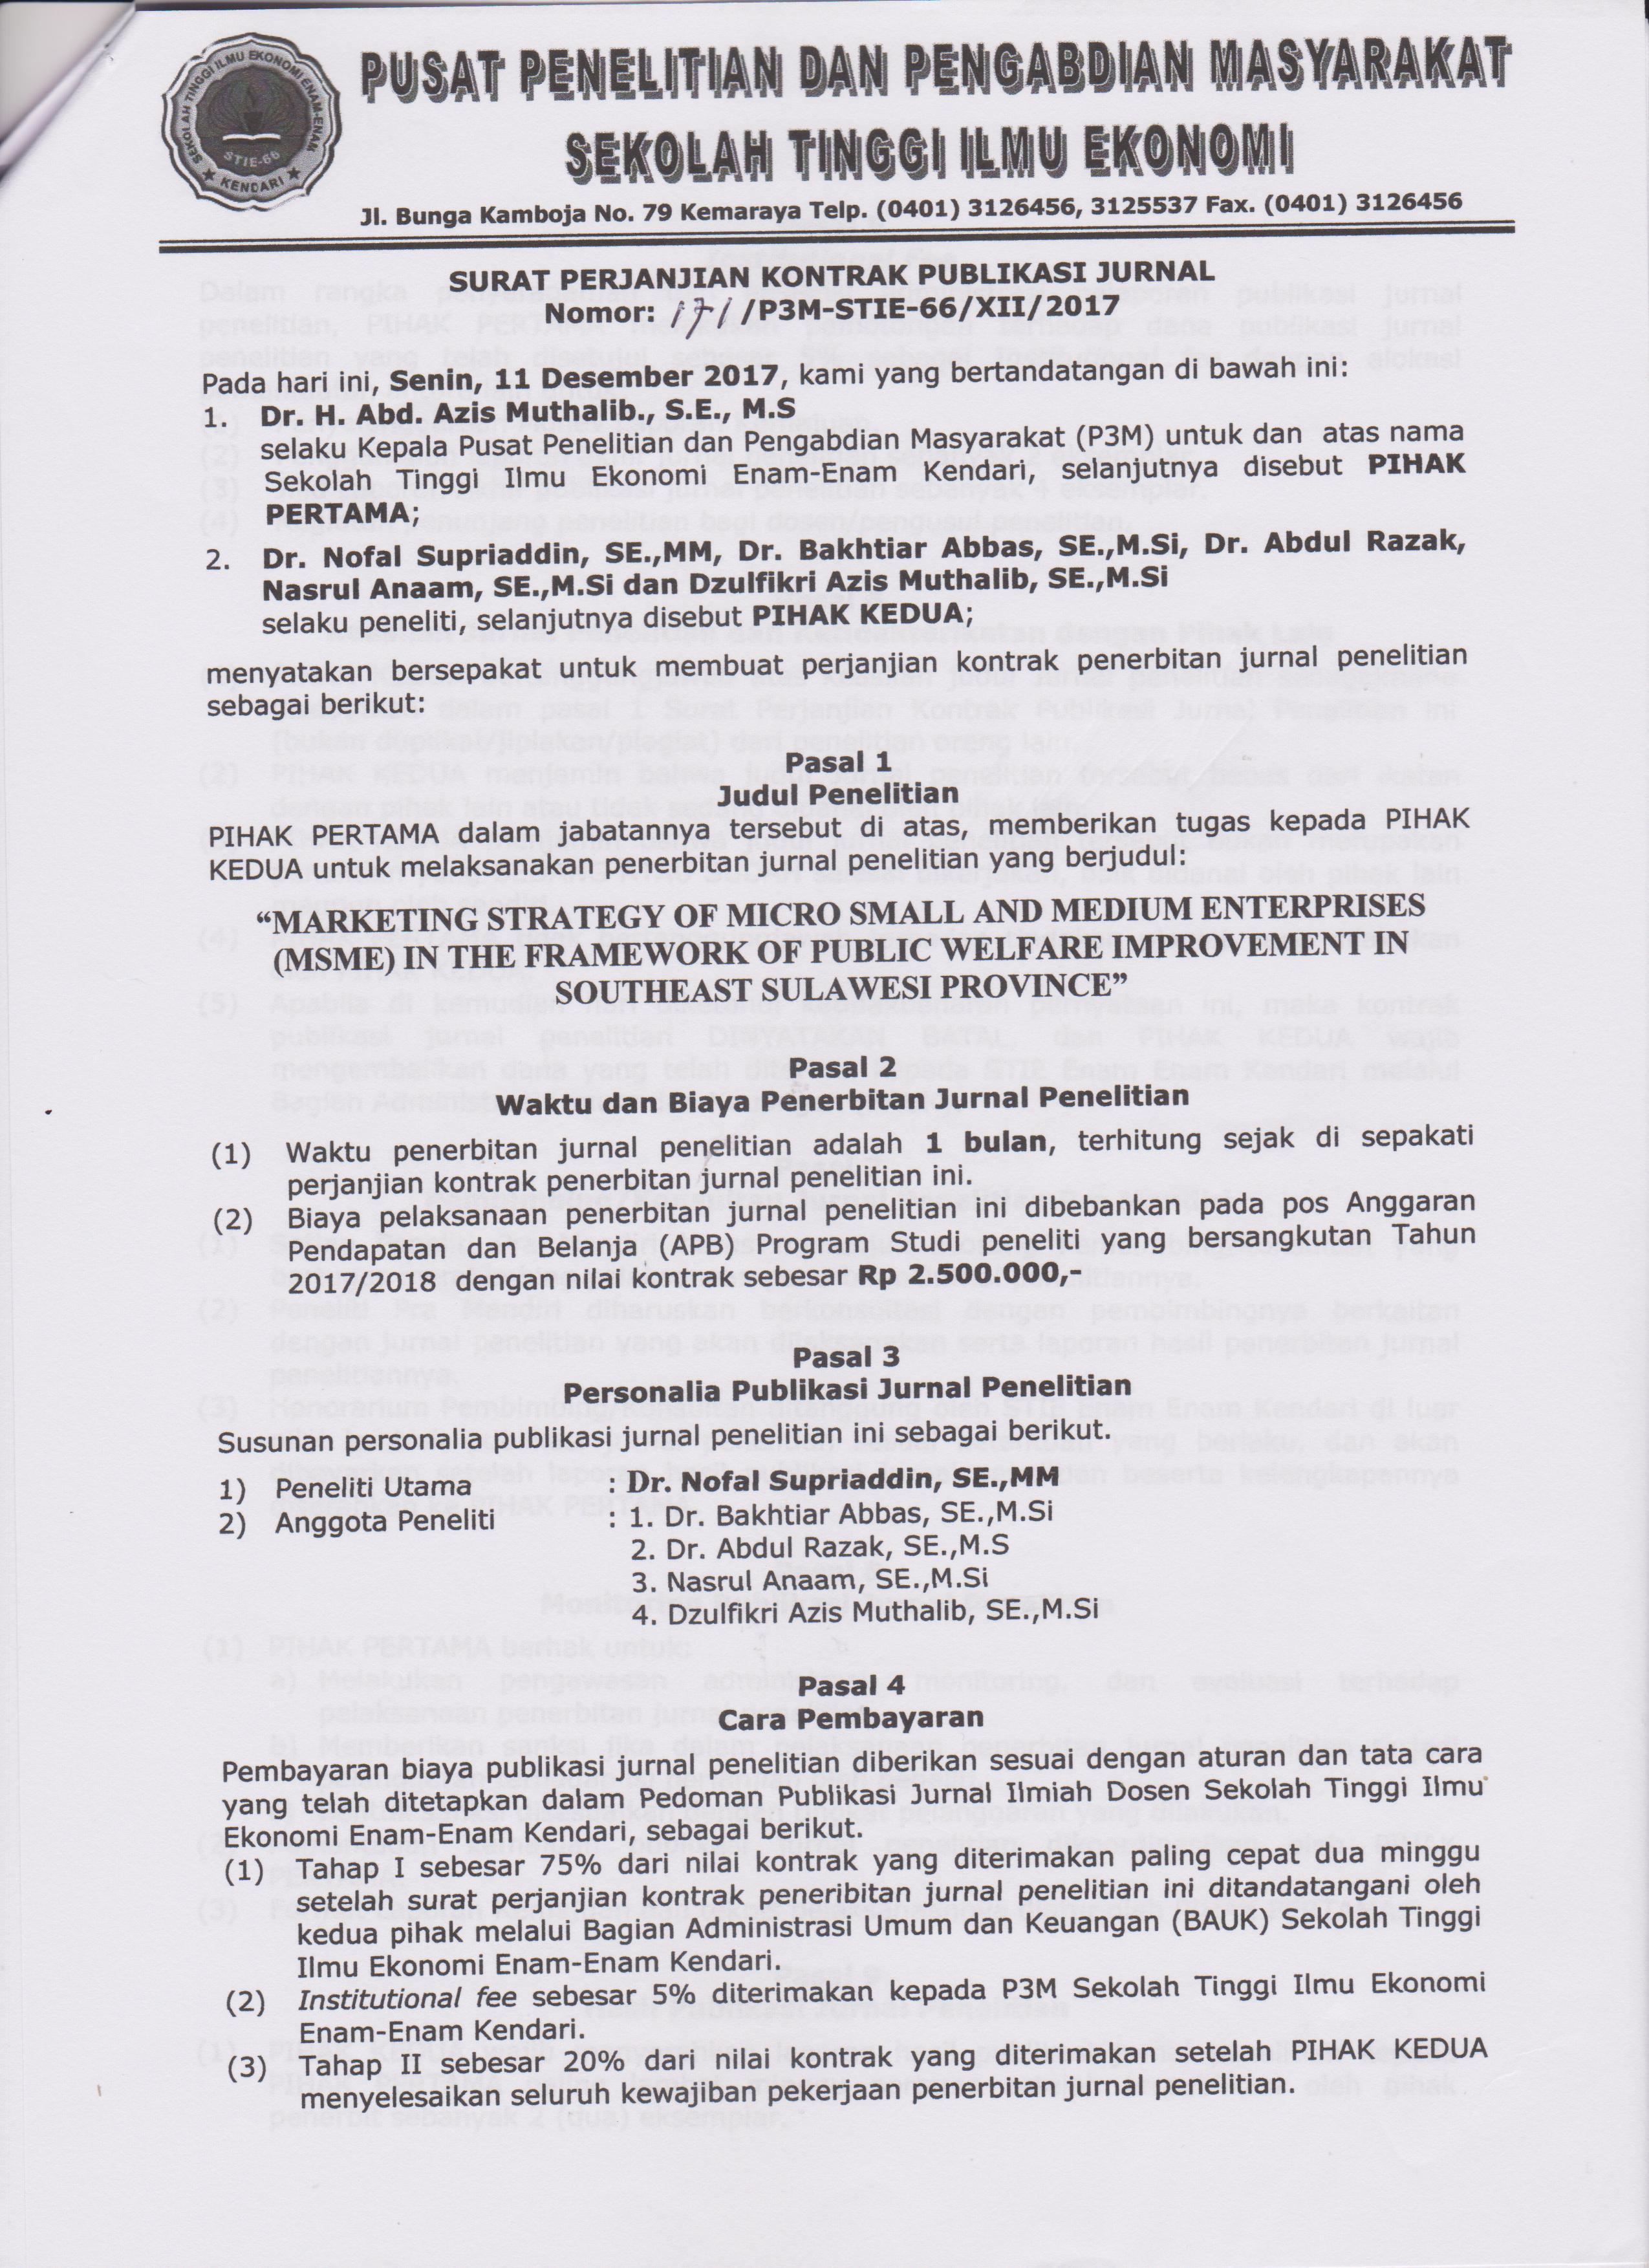 SEKOLAH TINGGI ILMU EKONOMI ENAM-ENAM
STIE-66
KENDARI
PUSAT PENELITIAN DAN PENGABDIAN MASYARAKAT
SEKOLAH TINGGI ILMU EKONOMI
Jl. Bunga Kamboja No. 79 Kemaraya Telp. (0401) 3126456, 3125537 Fax. (0401) 3126456
SURAT PERJANJIAN KONTRAK PUBLIKASI JURNAL
Nomor: /P3M-STIE-66/XII/2017
Pada hari ini, Senin, 11 Desember 2017, kami yang bertandatangan di bawah ini:
1. Dr. H. Abd. Azis Muthalib., S.E., M.S
selaku Kepala Pusat Penelitian dan Pengabdian Masyarakat (P3M) untuk dan atas nama
Sekolah Tinggi Ilmu Ekonomi Enam-Enam Kendari, selanjutnya disebut PIHAK
PERTAMA;
2. Dr. Nofal Supriaddin, SE.,MM, Dr. Bakhtiar Abbas, SE.,M.Si, Dr. Abdul Razak,
Nasrul Anaam, SE.,M.Si dan Dzulfikri Azis Muthalib, SE.,M.Si
selaku peneliti, selanjutnya disebut PIHAK KEDUA;
menyatakan bersepakat untuk membuat perjanjian kontrak penerbitan jurnal penelitian
sebagai berikut:
Pasal 1
Judul Penelitian
PIHAK PERTAMA dalam jabatannya tersebut di atas, memberikan tugas kepada PIHAK
KEDUA untuk melaksanakan penerbitan jurnal penelitian yang berjudul:
“MARKETING STRATEGY OF MICRO SMALL AND MEDIUM ENTERPRISES
(MSME) IN THE FRAMEWORK OF PUBLIC WELFARE IMPROVEMENT IN
SOUTHEAST SULAWESI PROVINCE”
Pasal 2
Waktu dan Biaya Penerbitan Jurnal Penelitian
(1) Waktu penerbitan jurnal penelitian adalah 1 bulan, terhitung sejak di sepakati
perjanjian kontrak penerbitan jurnal penelitian ini.
(2) Biaya pelaksanaan penerbitan jurnal penelitian ini dibebankan pada pos Anggaran
Pendapatan dan Belanja (APB) Program Studi peneliti yang bersangkutan Tahun
2017/2018 dengan nilai kontrak sebesar Rp 2.500.000,-
Pasal 3
Personalia Publikasi Jurnal Penelitian
Susunan personalia publikasi jurnal penelitian ini sebagai berikut.
1) Peneliti Utama : Dr. Nofal Supriaddin, SE.,MM
2) Anggota Peneliti : 1. Dr. Bakhtiar Abbas, SE.,M.Si
2. Dr. Abdul Razak, SE.,M.S
3. Nasrul Anaam, SE.,M.Si
4. Dzulfikri Azis Muthalib, SE.,M.Si
Pasal 4
Cara Pembayaran
Pembayaran biaya publikasi jurnal penelitian diberikan sesuai dengan aturan dan tata cara
yang telah ditetapkan dalam Pedoman Publikasi Jurnal Ilmiah Dosen Sekolah Tinggi Ilmu
Ekonomi Enam-Enam Kendari, sebagai berikut.
(1) Tahap I sebesar 75% dari nilai kontrak yang diterimakan paling cepat dua minggu
setelah surat perjanjian kontrak peneribitan jurnal penelitian ini ditandatangani oleh
kedua pihak melalui Bagian Administrasi Umum dan Keuangan (BAUK) Sekolah Tinggi
Ilmu Ekonomi Enam-Enam Kendari.
(2) Institutional fee sebesar 5% diterimakan kepada P3M Sekolah Tinggi Ilmu Ekonomi
Enam-Enam Kendari.
(3) Tahap II sebesar 20% dari nilai kontrak yang diterimakan setelah PIHAK KEDUA
menyelesaikan seluruh kewajiban pekerjaan penerbitan jurnal penelitian.